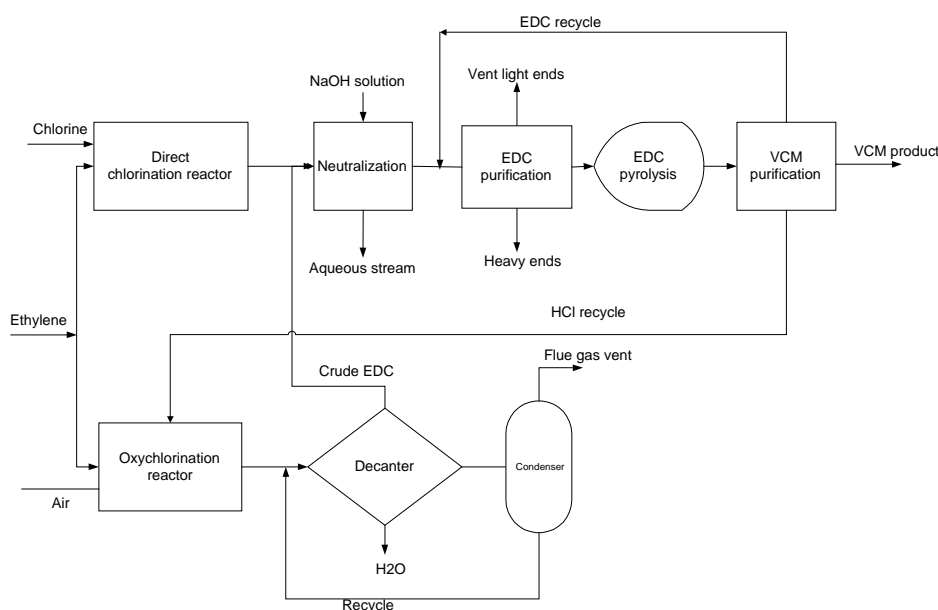 EDC recycle
NaOH solution
Vent light ends
Chlorine
Direct
chlorination reactor
Neutralization
EDC
purification
EDC
pyrolysis
VCM
purification
VCM product
Aqueous stream
Heavy ends
Ethylene
HCl recycle
Flue gas vent
Crude EDC
Oxychlorination
reactor
Decanter
Condenser
Air
H2O
Recycle